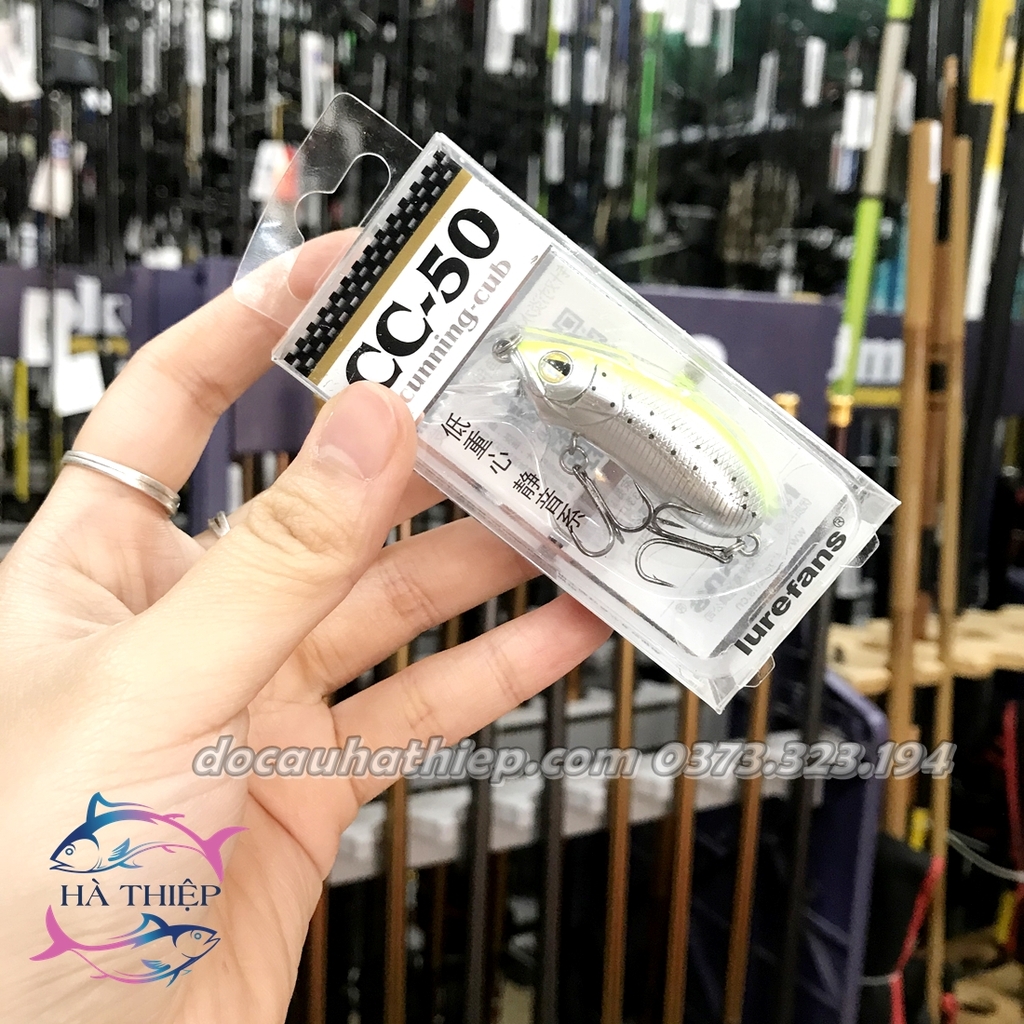 CC-50
cunning-cub
低重心
静音系
lurefans®
docauhathiep.com 0373.323.194
HÀ THIỆP